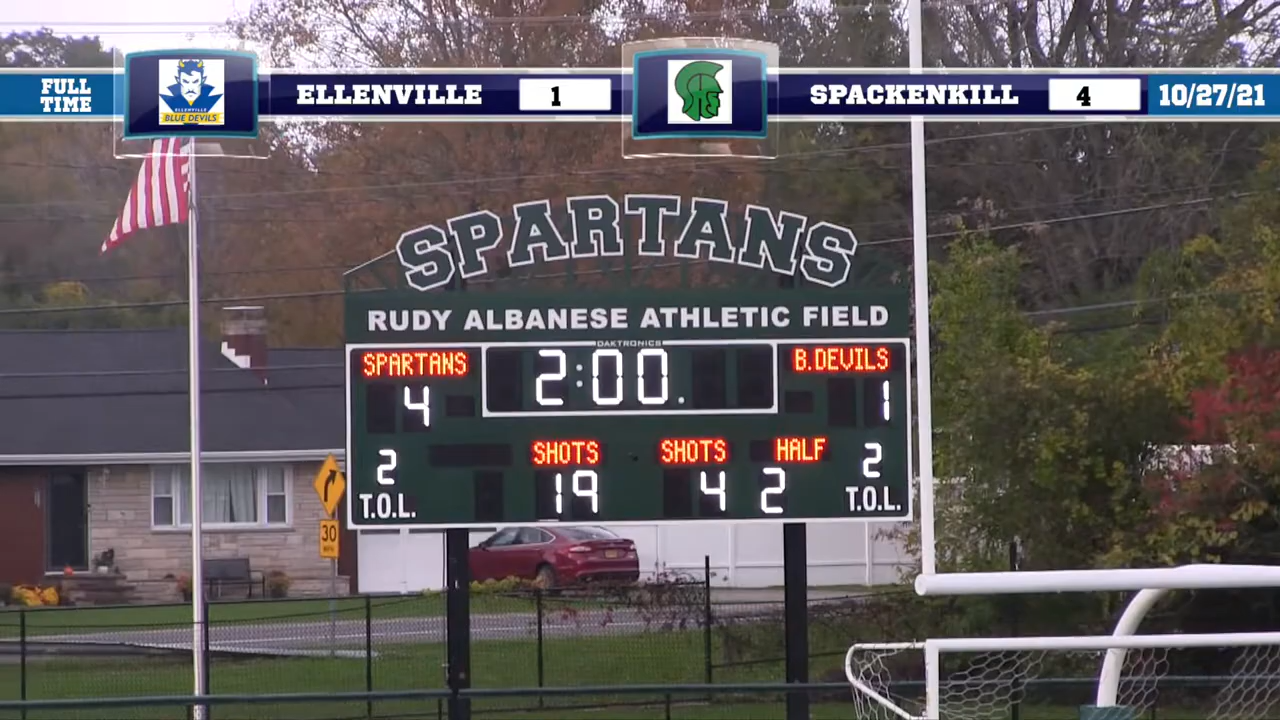 FULL TIME
ELLENVILLE BLUE DEVILS
ELLENVILLE 1
SPACKENKILL 4
10/27/21
SPARTANS
RUDY ALBANESE ATHLETIC FIELD
DAKTRONICS
SPARTANS 2:00. B.DEVILS
4 1
SHOTS SHOTS HALF
2 19 4 2 2
T.O.L. T.O.L.
30